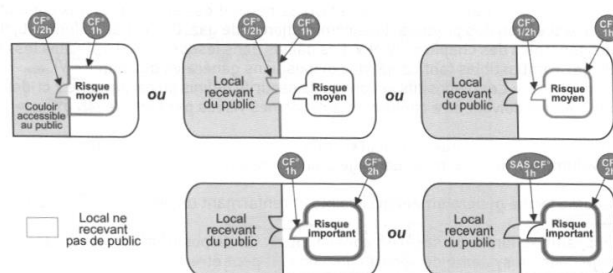 CF° 1/2h
CF° 1h
Risque moyen
Couloir accessible au public
ou
CF° 1/2h
CF° 1h
Local recevant du public
Risque moyen
ou
CF° 1/2h
CF° 1h
Local recevant du public
Risque moyen
Local ne recevant pas de public
CF° 1h
CF° 2h
Local recevant du public
Risque important
ou
SAS CF° 1h
CF° 2h
Local recevant du public
Risque important